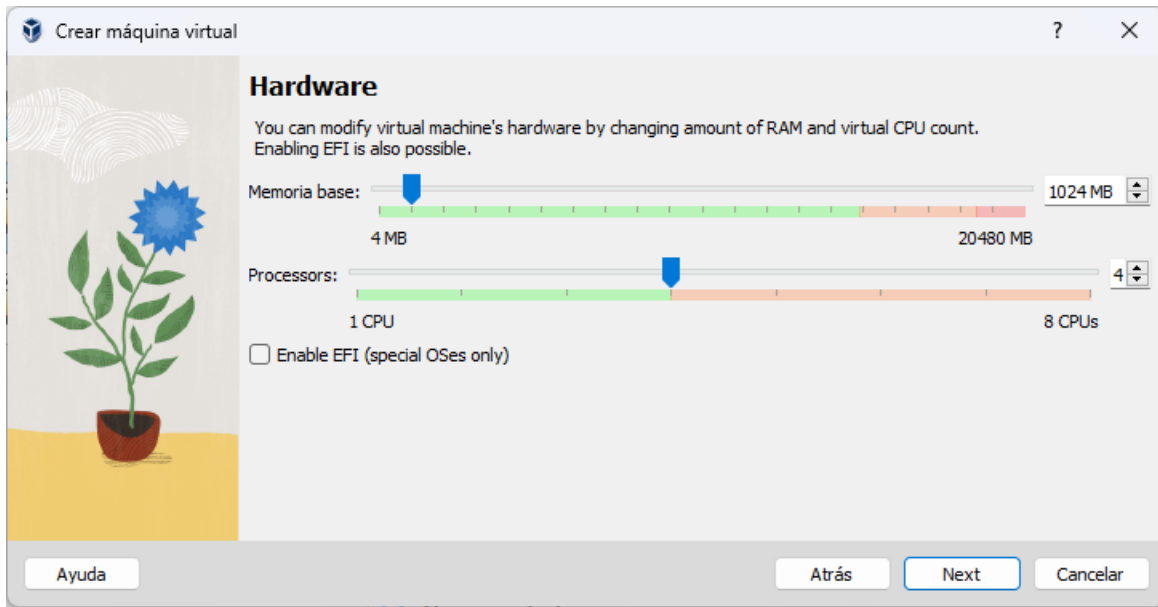 Crear máquina virtual
?
Hardware
You can modify virtual machine's hardware by changing amount of RAM and virtual CPU count.
Enabling EFI is also possible.
Memoria base:
1024 MB
4 MB
20480 MB
Processors:
4
1 CPU
8 CPUs
Enable EFI (special OSes only)
Ayuda
Atrás
Next
Cancelar